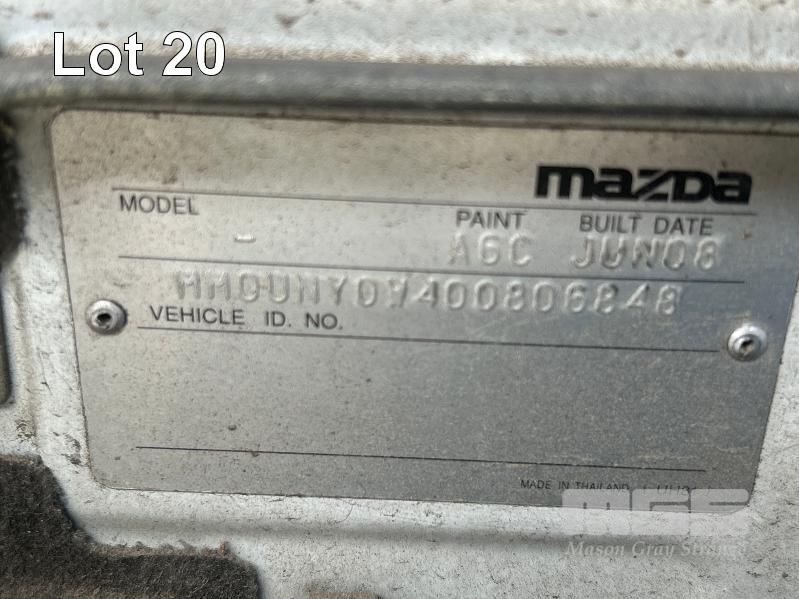 Lot 20
mazda
MODEL PAINT BUILT DATE
- A6C JUN08
MM0UNY0W400806848
VEHICLE ID. NO.
MADE IN THAILAND
MGS
Mason Gray Strange